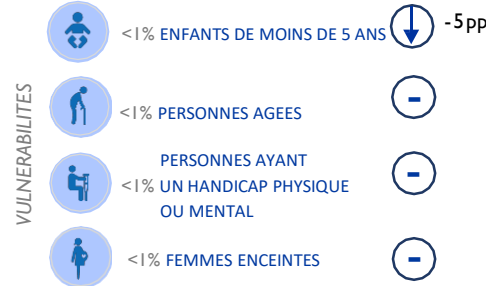 VULNERABILITES
<1% ENFANTS DE MOINS DE 5 ANS -5pp
<1% PERSONNES AGEES -
PERSONNES AYANT
<1% UN HANDICAP PHYSIQUE -
OU MENTAL
<1% FEMMES ENCEINTES -